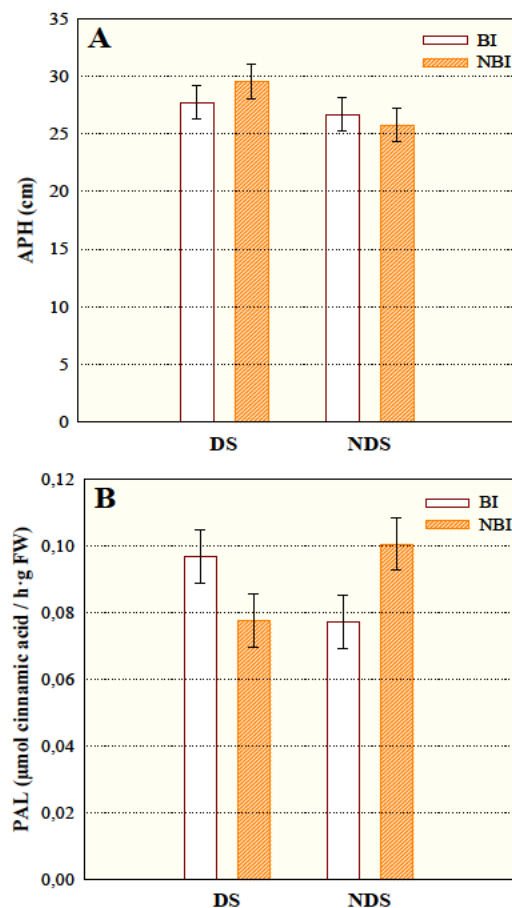 A
BI
NBI
APH (cm)
35
30
25
20
15
10
5
0
DS NDS
B
BI
NBI
PAL (µmol cinnamic acid / h·g FW)
0,12
0,10
0,08
0,06
0,04
0,02
0,00
DS NDS